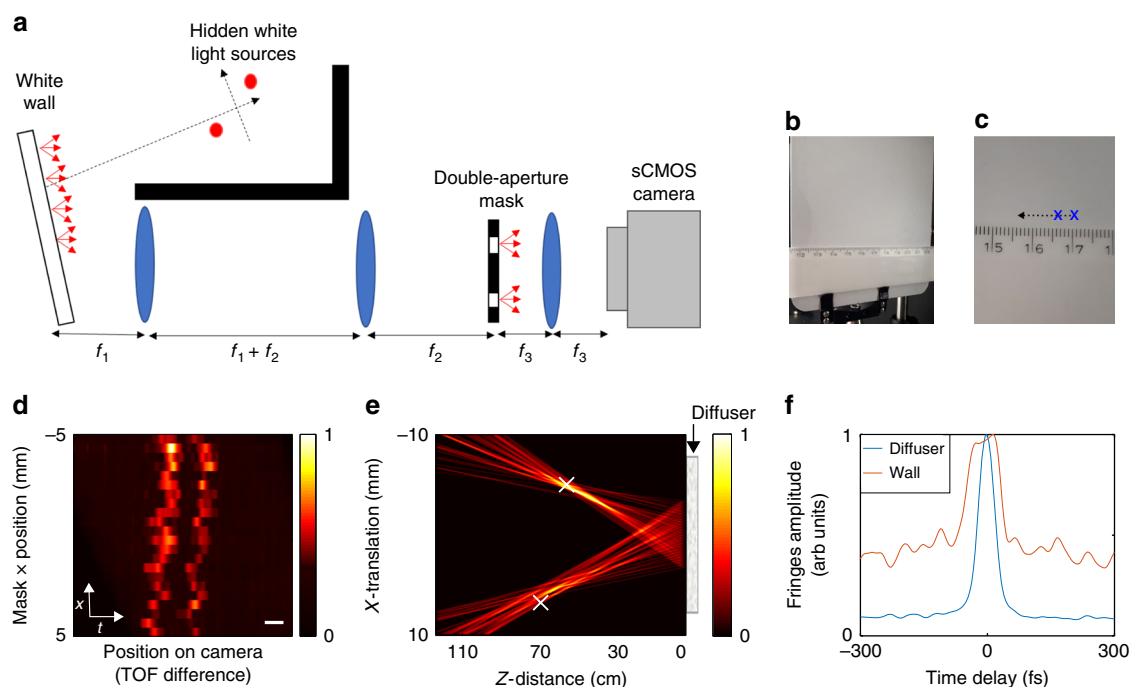 a
Hidden white
light sources
White
wall
Double-aperture
mask
sCMOS
camera
f1
f1 + f2
f2
f3
f3
b
c
15
16
17
1
d
−5
5
Mask × position (mm)
x
t
Position on camera
(TOF difference)
1
0
e
Diffuser
−10
10
X-translation (mm)
110
70
20
0
Z-distance (cm)
1
0
f
1
0
Diffuser
Wall
Fringes amplitude
(arb units)
−300
0
300
Time delay (fs)